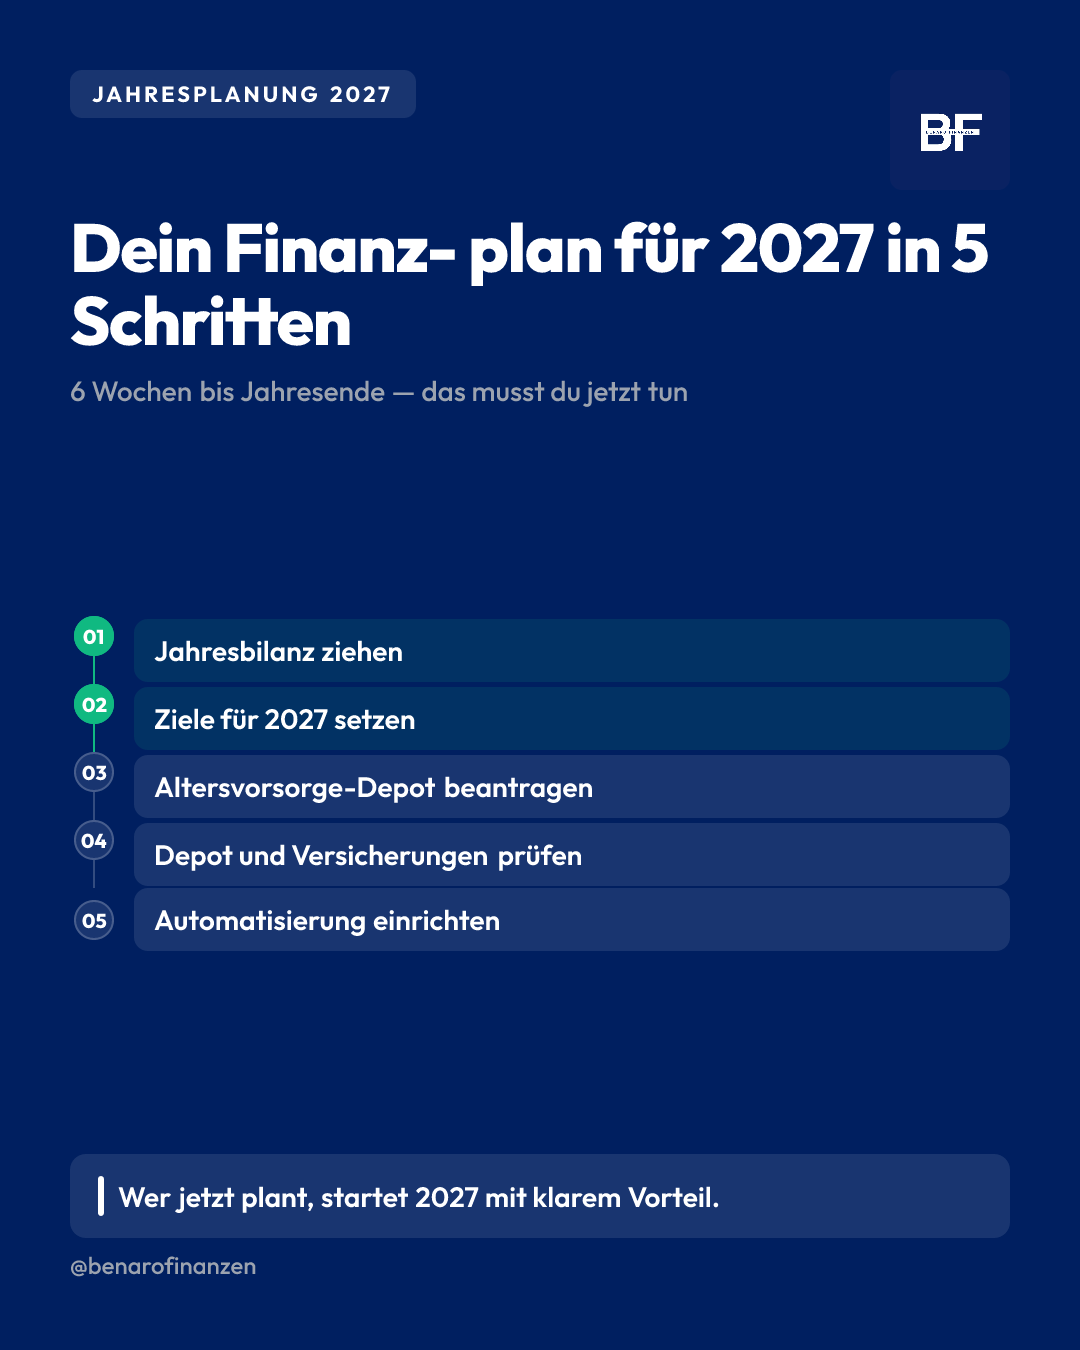 JAHRESPLANUNG 2027
BF
Dein Finanz- plan für 2027 in 5
Schritten
6 Wochen bis Jahresende — das musst du jetzt tun
01 Jahresbilanz ziehen
02 Ziele für 2027 setzen
03 Altersvorsorge-Depot beantragen
04 Depot und Versicherungen prüfen
05 Automatisierung einrichten
Wer jetzt plant, startet 2027 mit klarem Vorteil.
@benarofinanzen